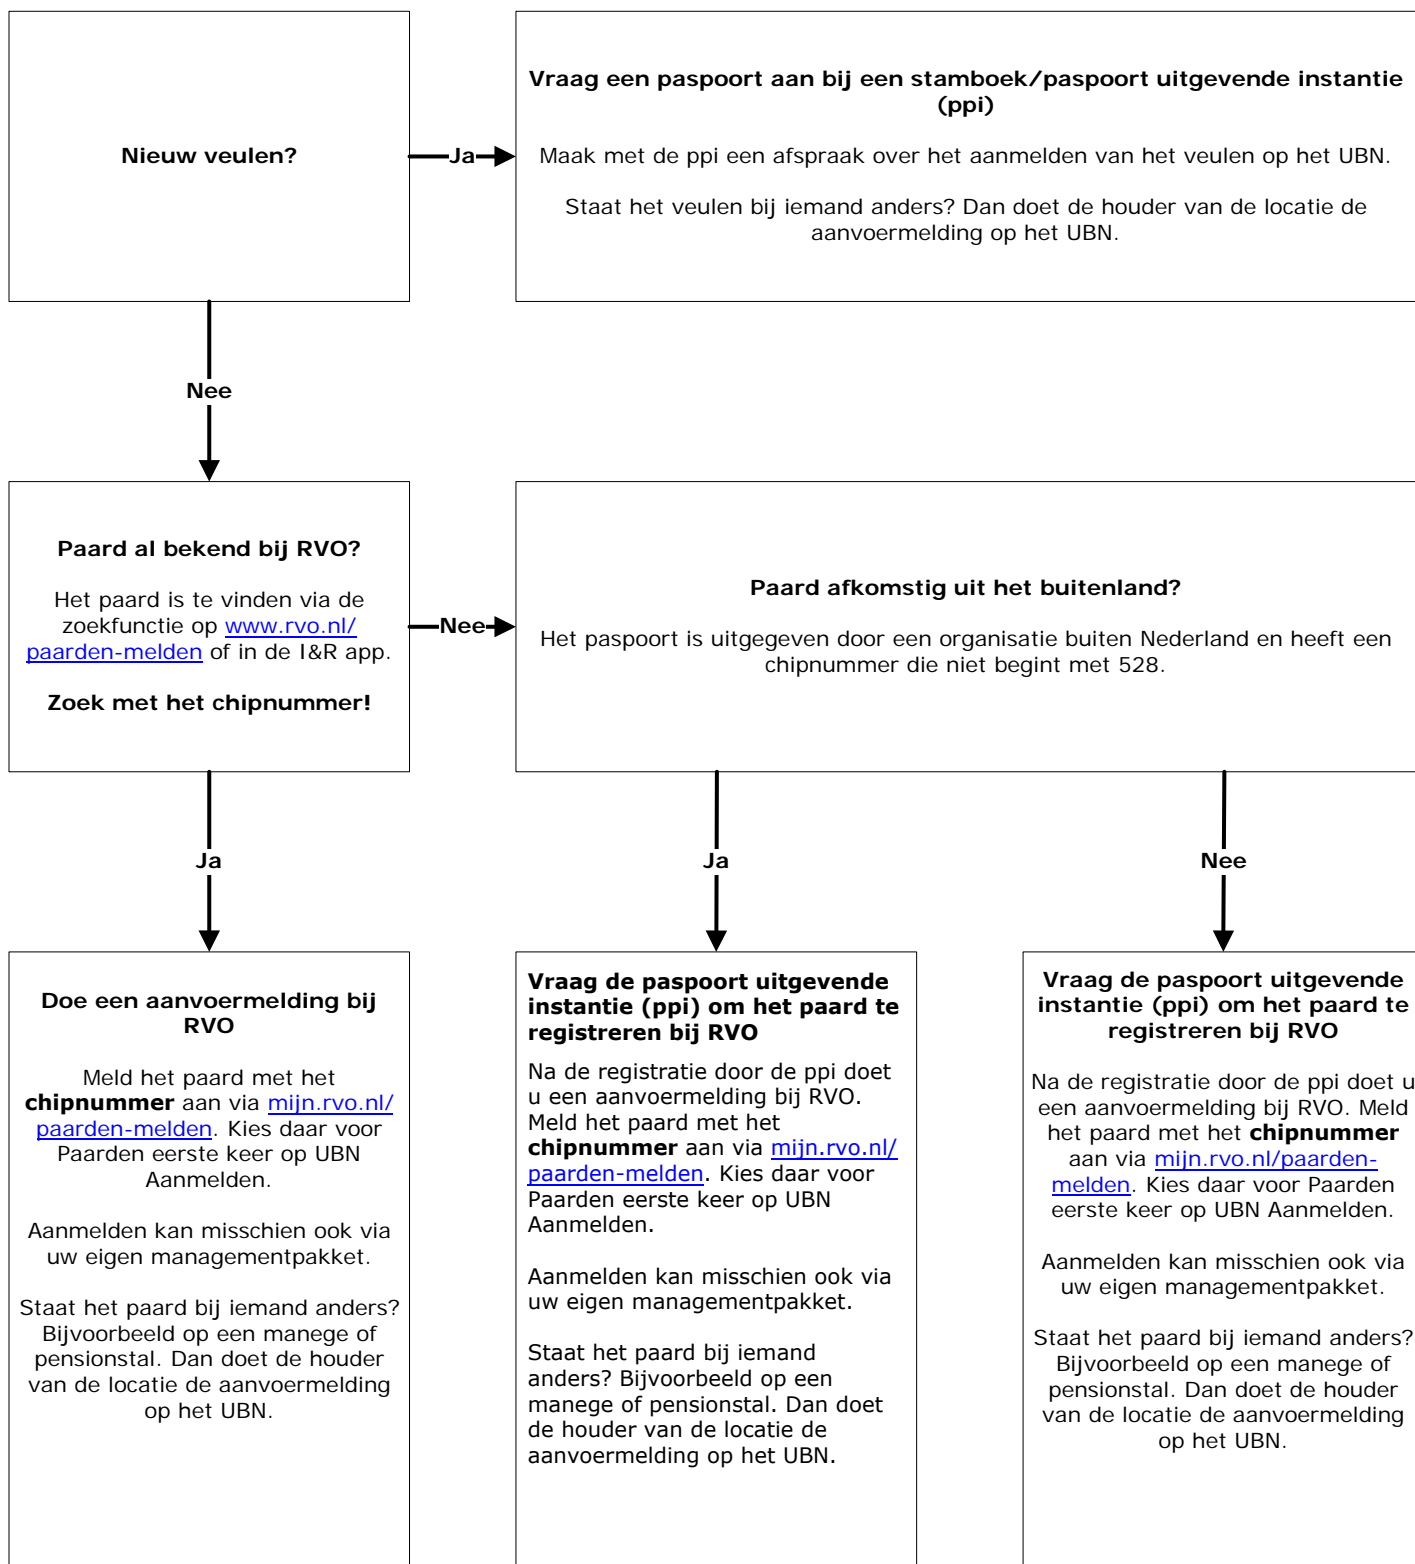 Nieuw veulen?
Ja
Vraag een paspoort aan bij een stamboek/paspoort uitgevende instantie
(ppi)
Maak met de ppi een afspraak over het aanmelden van het veulen op het UBN.
Staat het veulen bij iemand anders? Dan doet de houder van de locatie de
aanvoermelding op het UBN.
Nee
Paard al bekend bij RVO?
Het paard is te vinden via de
zoekfunctie op www.rvo.nl/
paarden-melden of in de I&R app.
Zoek met het chipnummer!
Nee
Paard afkomstig uit het buitenland?
Het paspoort is uitgegeven door een organisatie buiten Nederland en heeft een
chipnummer die niet begint met 528.
Ja
Ja
Nee
Doe een aanvoermelding bij
RVO
Meld het paard met het
chipnummer aan via mijn.rvo.nl/
paarden-melden. Kies daar voor
Paarden eerste keer op UBN
Aanmelden.
Aanmelden kan misschien ook via
uw eigen managementpakket.
Staat het paard bij iemand anders?
Bijvoorbeeld op een manege of
pensionstal. Dan doet de houder
van de locatie de aanvoermelding
op het UBN.
Vraag de paspoort uitgevende
instantie (ppi) om het paard te
registreren bij RVO
Na de registratie door de ppi doet
u een aanvoermelding bij RVO.
Meld het paard met het
chipnummer aan via mijn.rvo.nl/
paarden-melden. Kies daar voor
Paarden eerste keer op UBN
Aanmelden.
Aanmelden kan misschien ook via
uw eigen managementpakket.
Staat het paard bij iemand
anders? Bijvoorbeeld op een
manege of pensionstal. Dan doet
de houder van de locatie de
aanvoermelding op het UBN.
Vraag de paspoort uitgevende
instantie (ppi) om het paard te
registreren bij RVO
Na de registratie door de ppi doet u
een aanvoermelding bij RVO. Meld
het paard met het chipnummer
aan via mijn.rvo.nl/paarden-
melden. Kies daar voor Paarden
eerste keer op UBN Aanmelden.
Aanmelden kan misschien ook via
uw eigen managementpakket.
Staat het paard bij iemand anders?
Bijvoorbeeld op een manege of
pensionstal. Dan doet de houder
van de locatie de aanvoermelding
op het UBN.